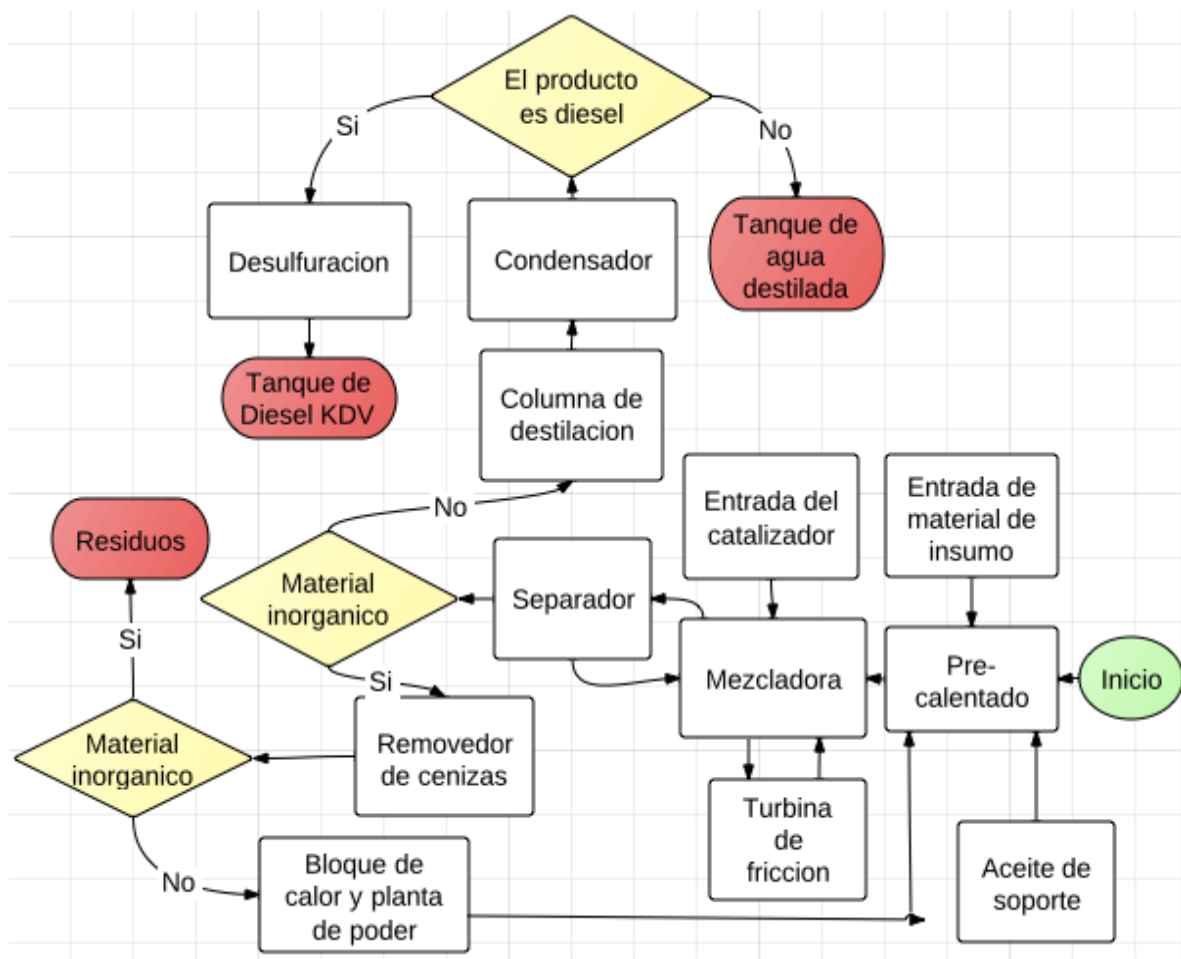 El producto
es diesel
Si
No
Desulfuracion
Condensador
Tanque de
agua
destilada
Tanque de
Diesel KDV
Columna de
destilacion
No
Entrada del
catalizador
Entrada de
material de
insumo
Residuos
Material
inorganico
Separador
Si
Si
Mezcladora
Pre-
calentado
Inicio
Material
inorganico
Removedor
de cenizas
Turbina
de
friccion
No
Bloque de
calor y planta
de poder
Aceite de
soporte